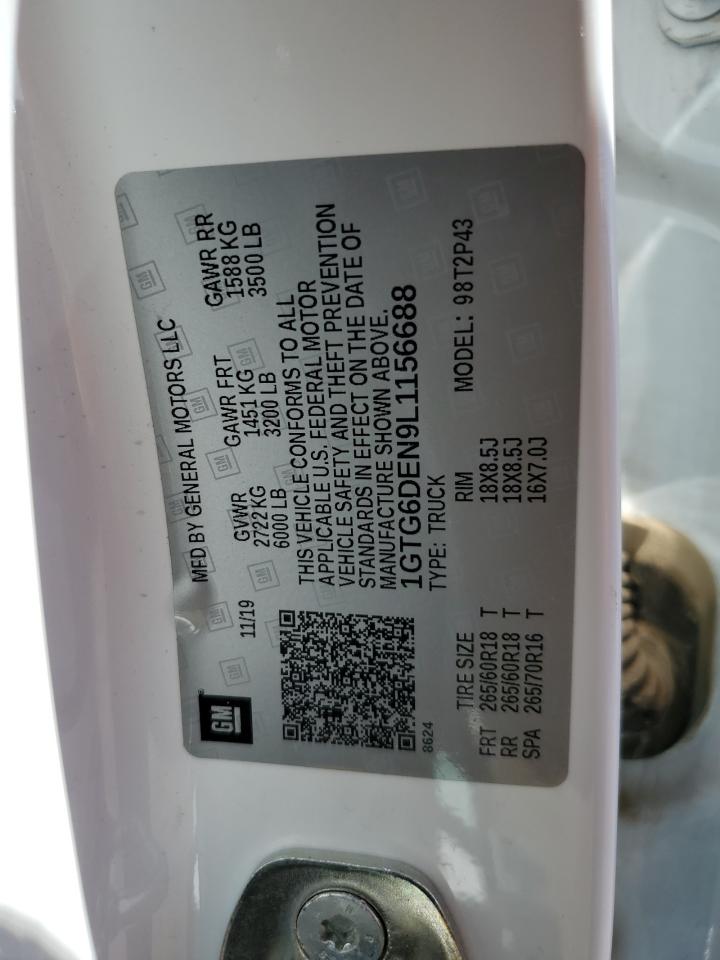 MFD BY GENERAL MOTORS LLC
GM
11/19
GVWR GAWR FRT GAWR RR
2722 KG 1451 KG 1588 KG
6000 LB 3200 LB 3500 LB
THIS VEHICLE CONFORMS TO ALL
APPLICABLE U.S. FEDERAL MOTOR
VEHICLE SAFETY AND THEFT PREVENTION
STANDARDS IN EFFECT ON THE DATE OF
MANUFACTURE SHOWN ABOVE.
1GTG6DEN9L1156688
8624
TYPE: TRUCK MODEL: 98T2P43
TIRE SIZE RIM
FRT 265/60R18 T 18X8.5J
RR 265/60R18 T 18X8.5J
SPA 265/70R16 T 16X7.0J